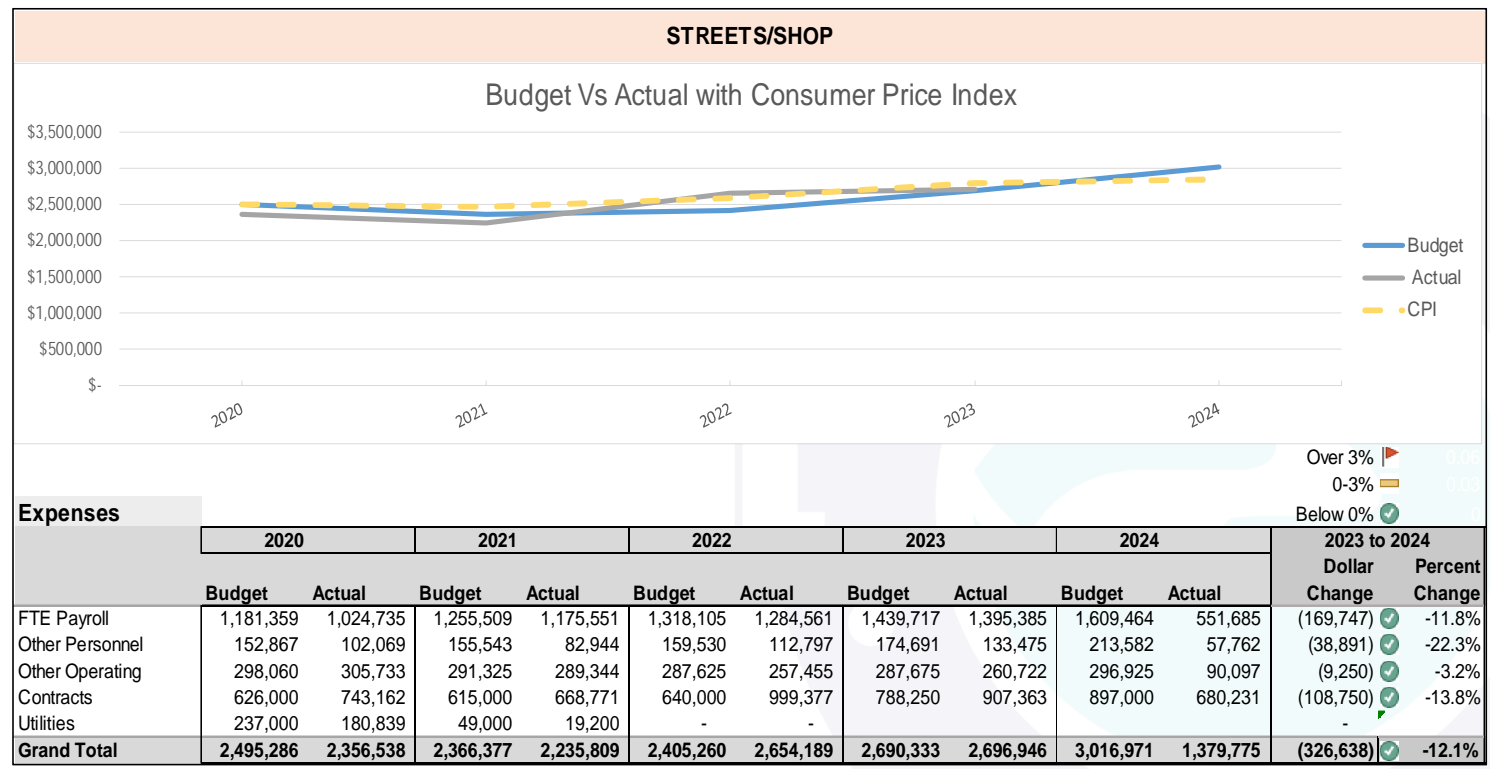 STREETS/SHOP
Budget Vs Actual with Consumer Price Index
$3,500,000
$3,000,000
$2,500,000
$2,000,000
$1,500,000
$1,000,000
$500,000
$-
2020 2021 2022 2023 2024
Budget
Actual
CPI
Over 3% 0.06
0-3% 0.03
Below 0% 0
Expenses
2020 2021 2022 2023 2024 2023 to 2024
Dollar Percent
Budget Actual Budget Actual Budget Actual Budget Actual Budget Actual Change Change
FTE Payroll 1,181,359 1,024,735 1,255,509 1,175,551 1,318,105 1,284,561 1,439,717 1,395,385 1,609,464 551,685 (169,747) -11.8%
Other Personnel 152,867 102,069 155,543 82,944 159,530 112,797 174,691 133,475 213,582 57,762 (38,891) -22.3%
Other Operating 298,060 305,733 291,325 289,344 287,625 257,455 287,675 260,722 296,925 90,097 (9,250) -3.2%
Contracts 626,000 743,162 615,000 668,771 640,000 999,377 788,250 907,363 897,000 680,231 (108,750) -13.8%
Utilities 237,000 180,839 49,000 19,200 - - -
Grand Total 2,495,286 2,356,538 2,366,377 2,235,809 2,405,260 2,654,189 2,690,333 2,696,946 3,016,971 1,379,775 (326,638) -12.1%